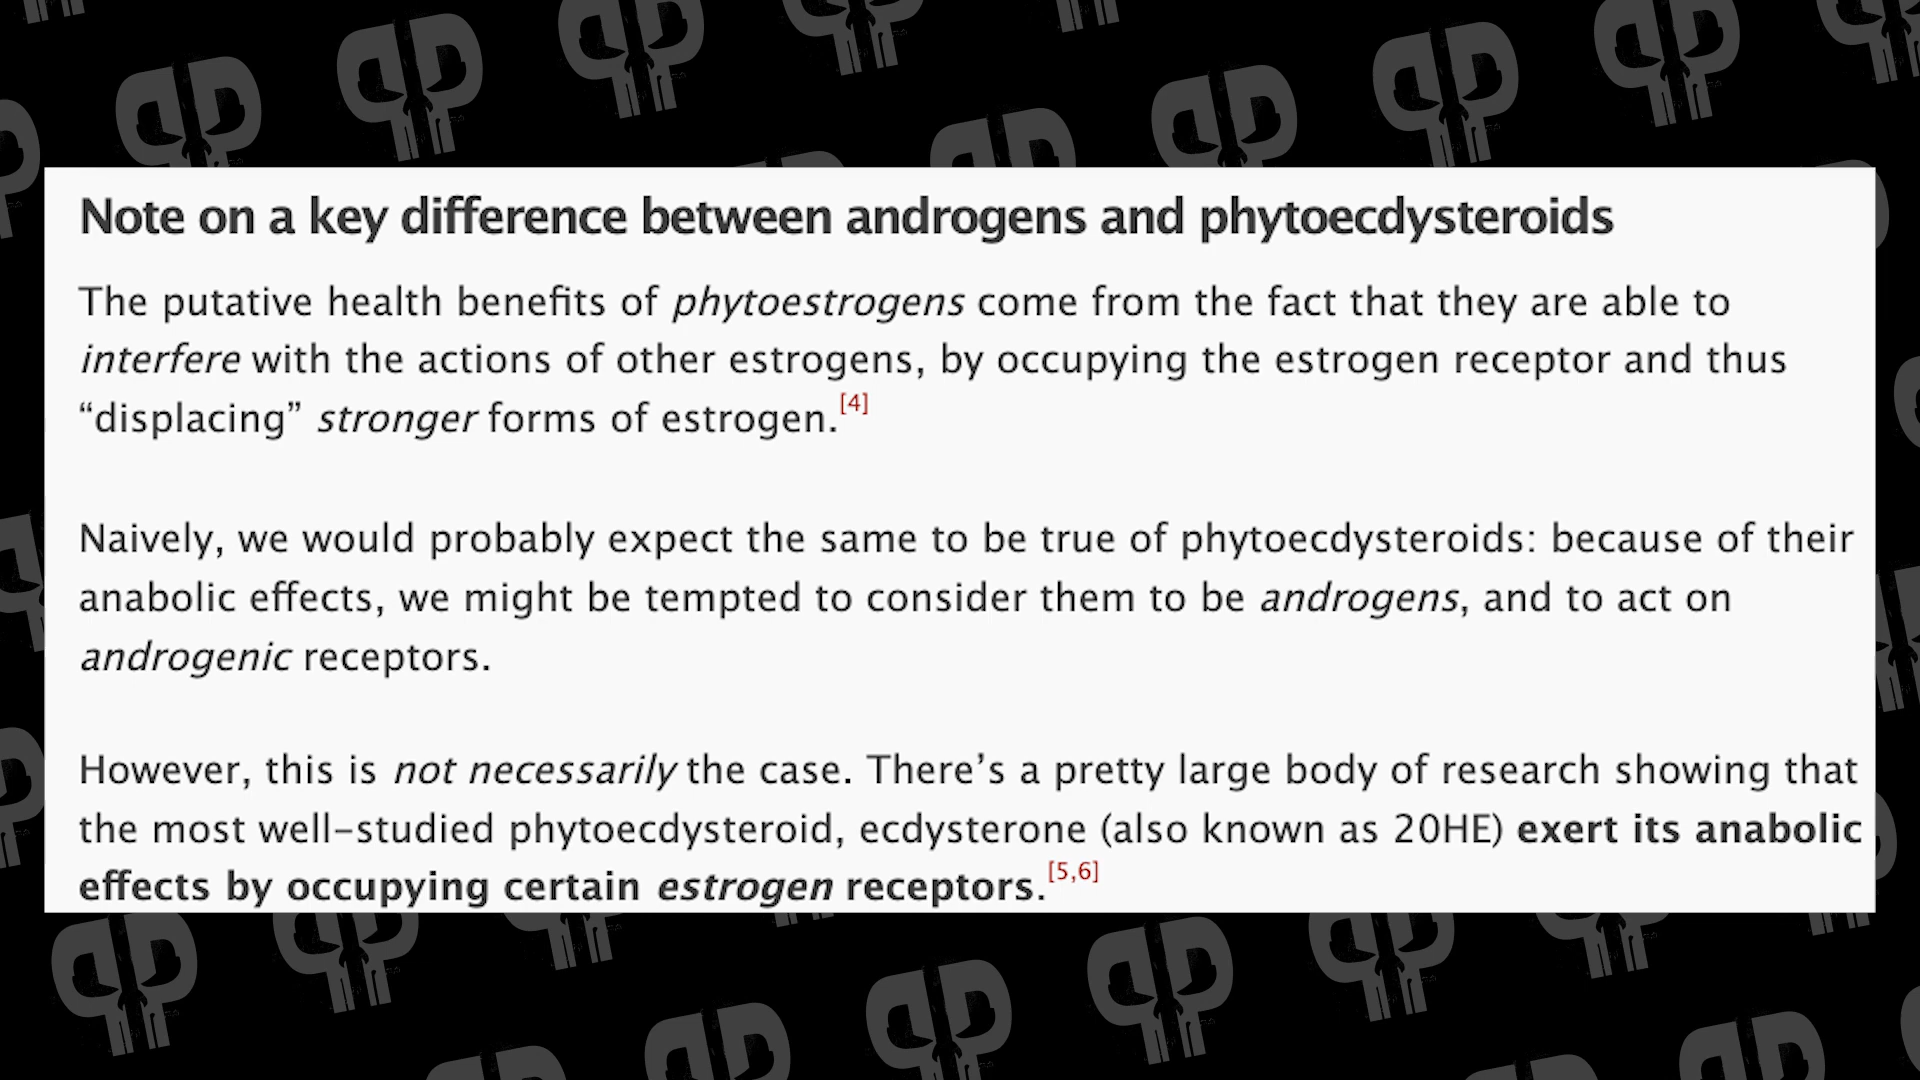 Note on a key difference between androgens and phytoecdysteroids
The putative health benefits of phytoestrogens come from the fact that they are able to
interfere with the actions of other estrogens, by occupying the estrogen receptor and thus
“displacing” stronger forms of estrogen.[4]
Naively, we would probably expect the same to be true of phytoecdysteroids: because of their
anabolic effects, we might be tempted to consider them to be androgens, and to act on
androgenic receptors.
However, this is not necessarily the case. There’s a pretty large body of research showing that
the most well–studied phytoecdysteroid, ecdysterone (also known as 20HE) exert its anabolic
effects by occupying certain estrogen receptors.[5,6]